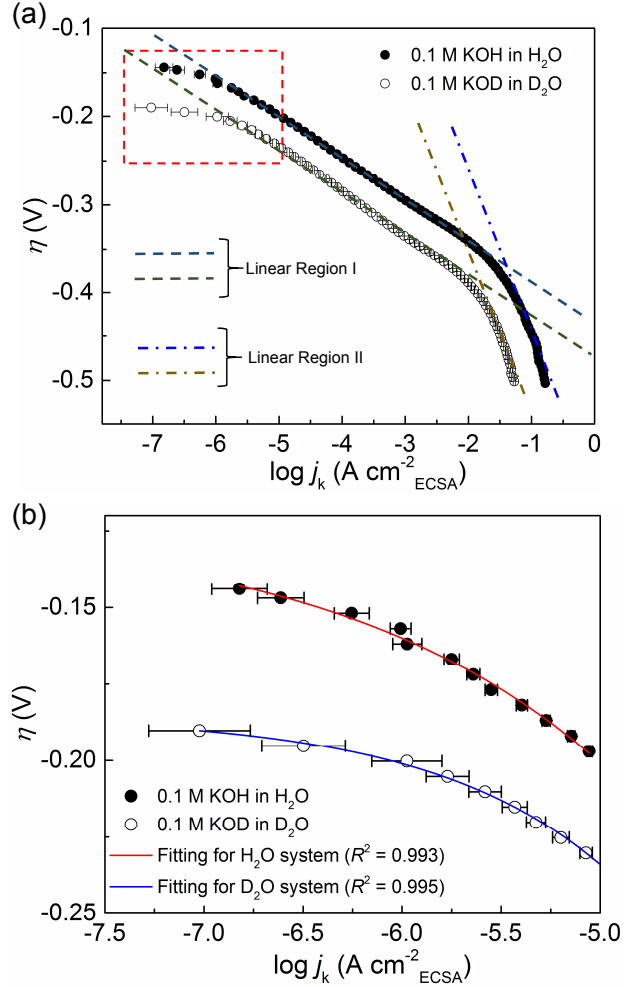 (a)
-0.1
-0.2
-0.3
-0.4
-0.5
η (V)
0.1 M KOH in H2O
0.1 M KOD in D2O
Linear Region I
Linear Region II
-7 -6 -5 -4 -3 -2 -1 0
log jk (A cm-2ECSA)
(b)
-0.15
-0.20
-0.25
η (V)
0.1 M KOH in H2O
0.1 M KOD in D2O
Fitting for H2O system (R2 = 0.993)
Fitting for D2O system (R2 = 0.995)
-7.5 -7.0 -6.5 -6.0 -5.5 -5.0
log jk (A cm-2ECSA)